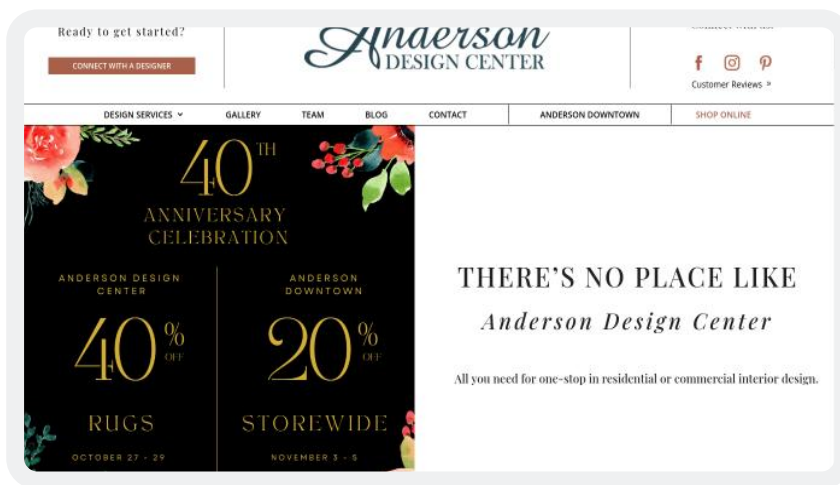 Ready to get started?
CONNECT WITH A DESIGNER
Anderson
DESIGN CENTER
Customer Reviews »
DESIGN SERVICES
GALLERY
TEAM
BLOG
CONTACT
ANDERSON DOWNTOWN
SHOP ONLINE
40TH
ANNIVERSARY
CELEBRATION
ANDERSON DESIGN
CENTER
40% OFF
RUGS
OCTOBER 27 - 29
ANDERSON
DOWNTOWN
20% OFF
STOREWIDE
NOVEMBER 3 - 5
THERE'S NO PLACE LIKE
Anderson Design Center
All you need for one-stop in residential or commercial interior design.